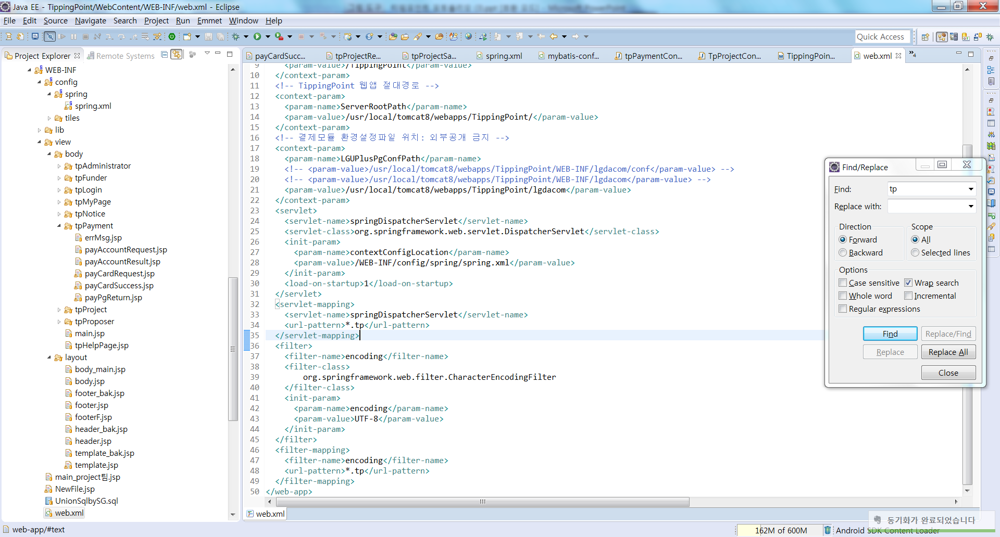 Java EE - TippingPoint/WebContent/WEB-INF/web.xml - Eclipse
File Edit Source Navigate Search Project Run Emmet Window Help
Quick Access
Project Explorer
Remote Systems
WEB-INF
config
spring
spring.xml
tiles
lib
view
body
tpAdministrator
tpFunder
tpLogin
tpMyPage
tpNotice
tpPayment
errMsg.jsp
payAccountRequest.jsp
payAccountResult.jsp
payCardRequest.jsp
payCardSuccess.jsp
payPgReturn.jsp
tpProject
tpProposer
main.jsp
tpHelpPage.jsp
layout
body_main.jsp
body.jsp
footer_bak.jsp
footer.jsp
footerF.jsp
header_bak.jsp
header.jsp
template_bak.jsp
template.jsp
main_project팀.jsp
NewFile.jsp
UnionSqlbySG.sql
web.xml
payCardSucc... tpProjectRe... tpProjectSa... spring.xml mybatis-conf... tpPaymentCon... TpProjectCon... TippingPoin... web.xml »4
9 <param-value>/TippingPoint</param-value>
10 </context-param>
11 <!-- TippingPoint 웹앱 절대경로 -->
12 <context-param>
13 <param-name>ServerRootPath</param-name>
14 <param-value>/usr/local/tomcat8/webapps/TippingPoint/</param-value>
15 </context-param>
16 <!-- 결제모듈 환경설정파일 위치: 외부공개 금지 -->
17 <context-param>
18 <param-name>LGUPlusPgConfPath</param-name>
19 <!-- <param-value>/usr/local/tomcat8/webapps/TippingPoint/WEB-INF/lgdacom/conf</param-value> -->
20 <!-- <param-value>/usr/local/tomcat8/webapps/TippingPoint/WEB-INF/lgdacom</param-value> -->
21 <param-value>/usr/local/tomcat8/webapps/TippingPoint/lgdacom</param-value>
22 </context-param>
23 <servlet>
24 <servlet-name>springDispatcherServlet</servlet-name>
25 <servlet-class>org.springframework.web.servlet.DispatcherServlet</servlet-class>
26 <init-param>
27 <param-name>contextConfigLocation</param-name>
28 <param-value>/WEB-INF/config/spring/spring.xml</param-value>
29 </init-param>
30 <load-on-startup>1</load-on-startup>
31 </servlet>
32 <servlet-mapping>
33 <servlet-name>springDispatcherServlet</servlet-name>
34 <url-pattern>*.tp</url-pattern>
35 </servlet-mapping>
36 <filter>
37 <filter-name>encoding</filter-name>
38 <filter-class>
39 org.springframework.web.filter.CharacterEncodingFilter
40 </filter-class>
41 <init-param>
42 <param-name>encoding</param-name>
43 <param-value>UTF-8</param-value>
44 </init-param>
45 </filter>
46 <filter-mapping>
47 <filter-name>encoding</filter-name>
48 <url-pattern>*.tp</url-pattern>
49 </filter-mapping>
50 </web-app>
web.xml
Find/Replace
Find: tp
Replace with:
Direction
Forward
Backward
Scope
All
Selected lines
Options
Case sensitive Wrap search
Whole word Incremental
Regular expressions
Find Replace/Find
Replace Replace All
Close
동기화가 완료되었습니다
web-app/#text
162M of 600M
Android SDK Content Loader